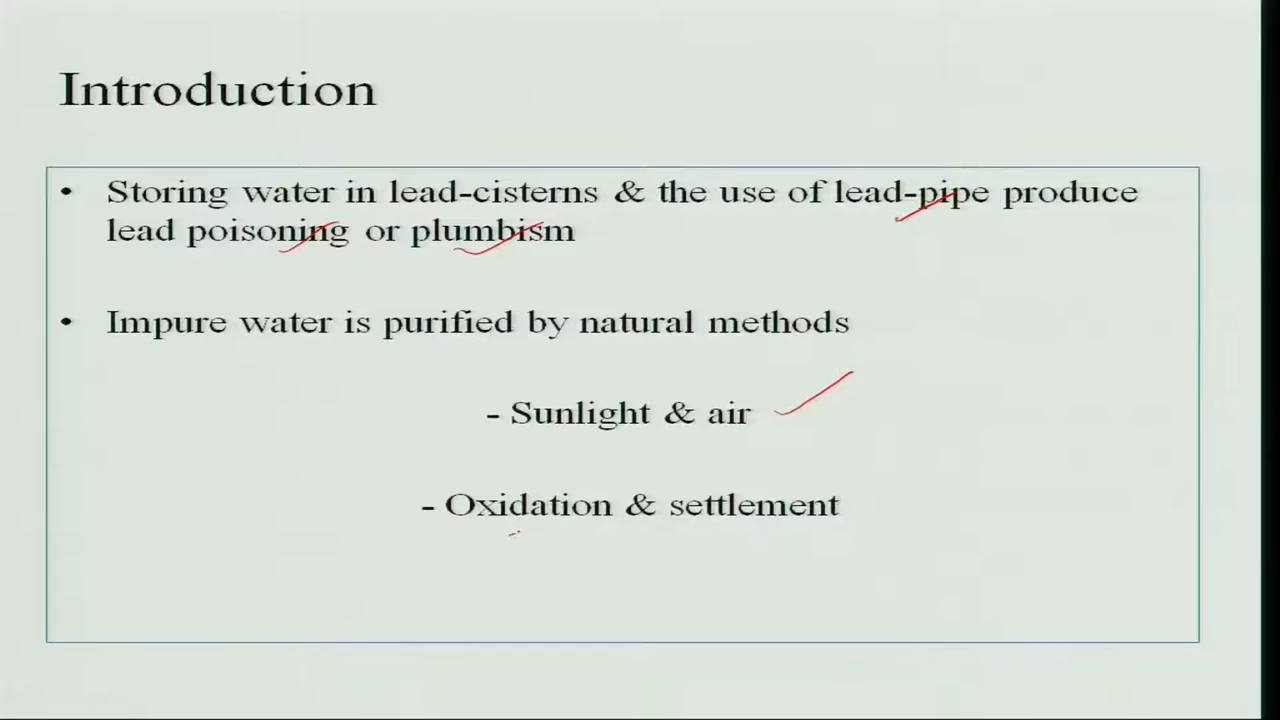 Introduction
• Storing water in lead-cisterns & the use of lead-pipe produce
lead poisoning or plumbism
• Impure water is purified by natural methods
- Sunlight & air
- Oxidation & settlement